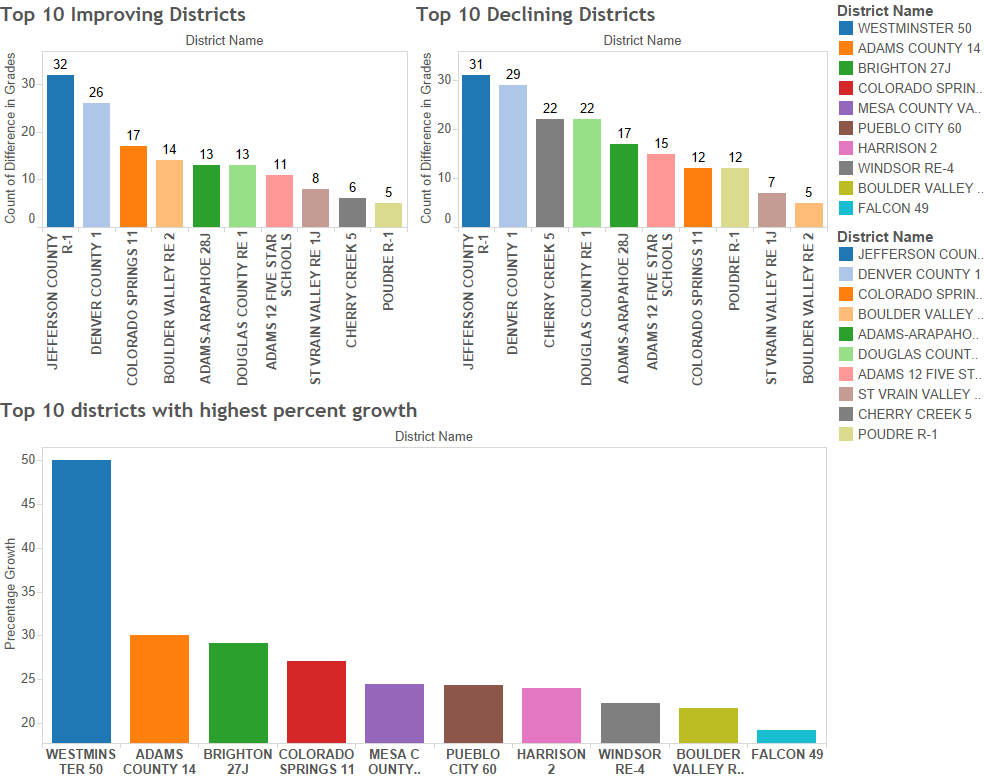 Top 10 Improving Districts
District Name
Count of Difference in Grades
30
20
10
0
32
26
17
14
13
13
11
8
6
5
JEFFERSON COUNTY
R-1
DENVER COUNTY 1
COLORADO SPRINGS 11
BOULDER VALLEY RE 2
ADAMS-ARAPAHOE 28J
DOUGLAS COUNTY RE 1
ADAMS 12 FIVE STAR
SCHOOLS
ST VRAIN VALLEY RE 1J
CHERRY CREEK 5
POUDRE R-1
Top 10 Declining Districts
District Name
Count of Difference in Grades
30
20
10
0
31
29
22
22
17
15
12
12
7
5
JEFFERSON COUNTY
R-1
DENVER COUNTY 1
CHERRY CREEK 5
DOUGLAS COUNTY RE 1
ADAMS-ARAPAHOE 28J
ADAMS 12 FIVE STAR
SCHOOLS
COLORADO SPRINGS 11
POUDRE R-1
ST VRAIN VALLEY RE 1J
BOULDER VALLEY RE 2
District Name
WESTMINSTER 50
ADAMS COUNTY 14
BRIGHTON 27J
COLORADO SPRIN..
MESA COUNTY VA..
PUEBLO CITY 60
HARRISON 2
WINDSOR RE-4
BOULDER VALLEY ..
FALCON 49
District Name
JEFFERSON COUN..
DENVER COUNTY 1
COLORADO SPRIN..
BOULDER VALLEY ..
ADAMS-ARAPAHO..
DOUGLAS COUNT..
ADAMS 12 FIVE ST..
ST VRAIN VALLEY ..
CHERRY CREEK 5
POUDRE R-1
Top 10 districts with highest percent growth
District Name
Precentage Growth
50
45
40
35
30
25
20
WESTMINS
TER 50
ADAMS
COUNTY 14
BRIGHTON
27J
COLORADO
SPRINGS 11
MESA C
OUNTY..
PUEBLO
CITY 60
HARRISON
2
WINDSOR
RE-4
BOULDER
VALLEY R..
FALCON 49